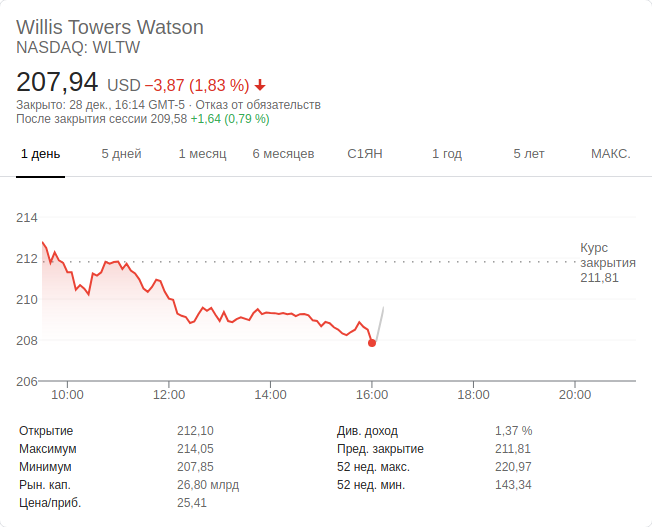 Willis Towers Watson
NASDAQ: WLTW
207,94 USD −3,87 (1,83 %)
Закрыто: 28 дек., 16:14 GMT-5 · Отказ от обязательств
После закрытия сессии 209,58 +1,64 (0,79 %)
1 день 5 дней 1 месяц 6 месяцев С1ЯН 1 год 5 лет МАКС.
214
212
210
208
206
Курс
закрытия
211,81
10:00 12:00 14:00 16:00 18:00 20:00
Открытие 212,10 Див. доход 1,37 %
Максимум 214,05 Пред. закрытие 211,81
Минимум 207,85 52 нед. макс. 220,97
Рын. кап. 26,80 млрд 52 нед. мин. 143,34
Цена/приб. 25,41